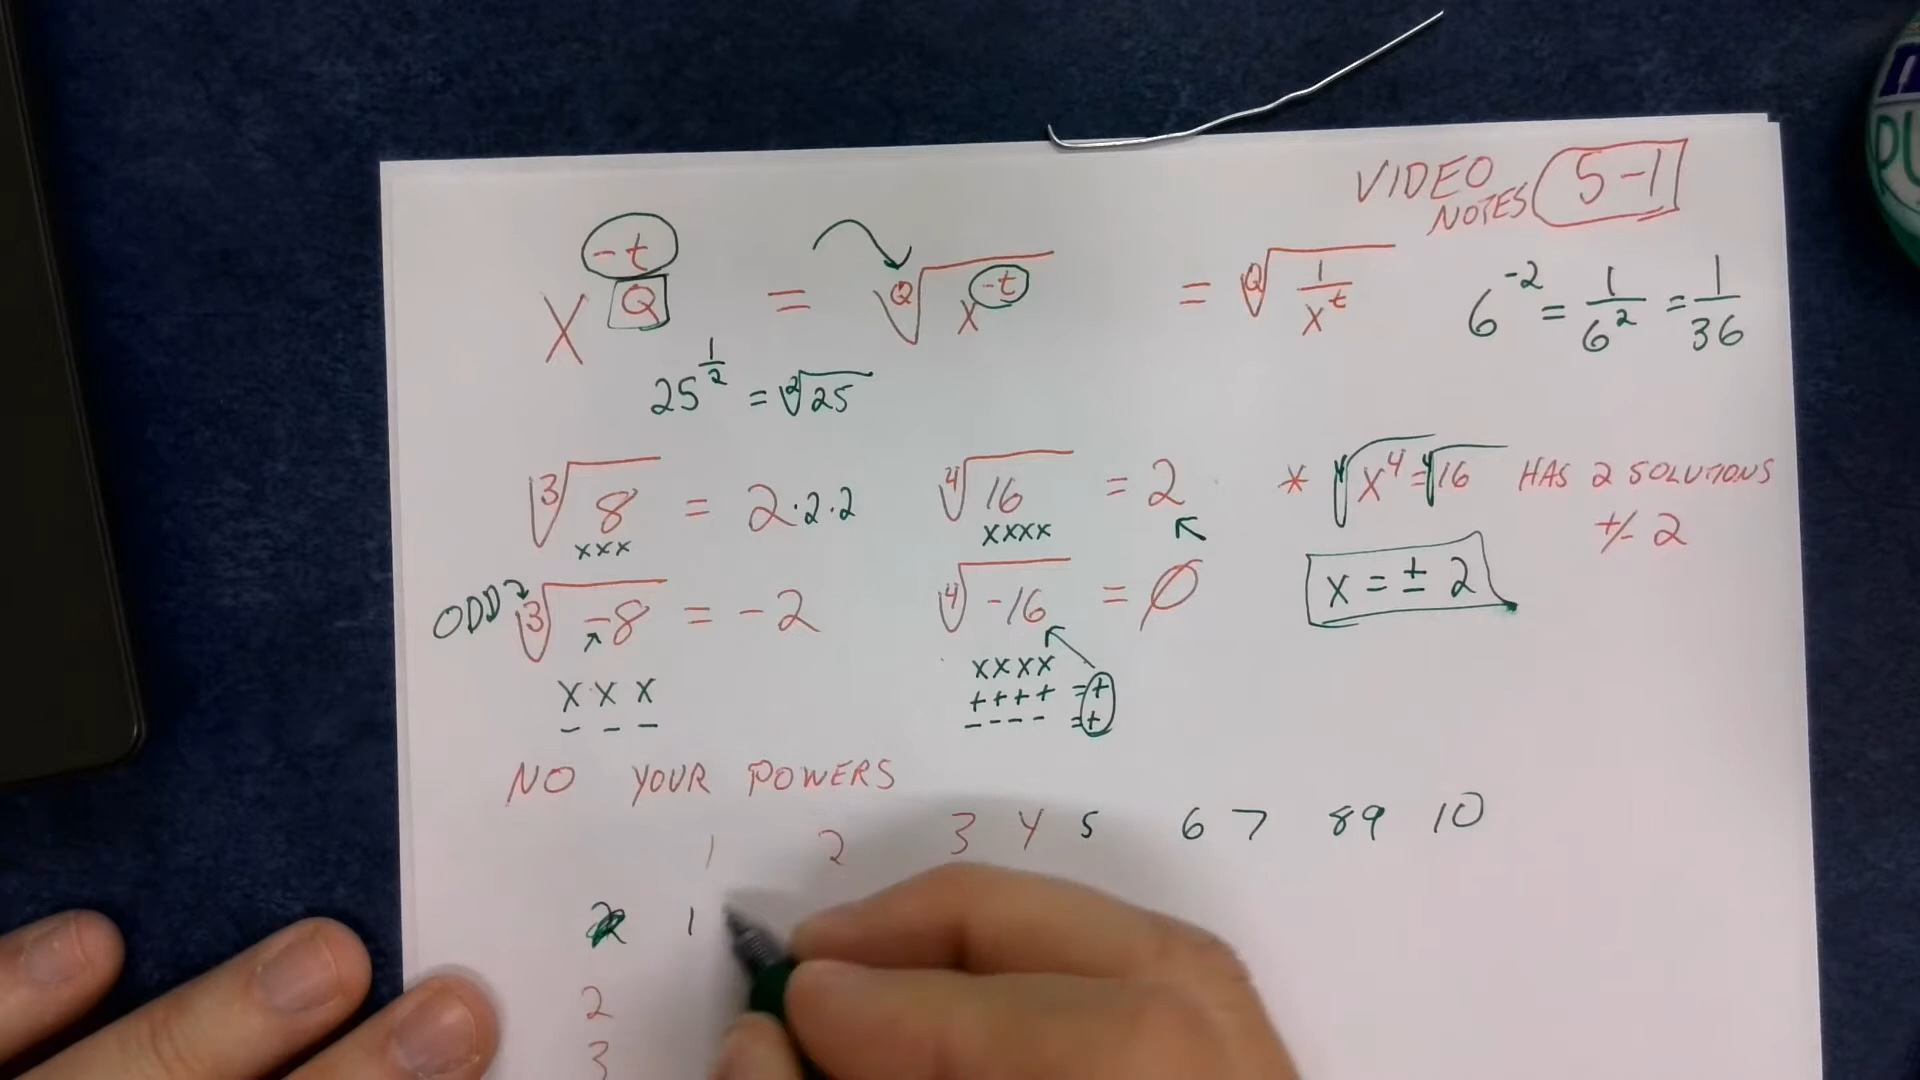 VIDEO NOTES 5-1
x^(-t/Q) = ᑫ√(x^-t) = ᑫ√(1/x^t)
6^-2 = 1/6^2 = 1/36
25^(1/2) = ²√25
³√8 = 2·2·2
xxx
⁴√16 = 2
xxxx
* ⁴√x^4 = ⁴√16 HAS 2 SOLUTIONS
+/- 2
x = ± 2
ODD ³√-8 = -2
x x x
- - -
⁴√-16 = Ø
xxxx
++++ = +
---- = +
NO YOUR POWERS
1 2 3 4 5 6 7 8 9 10
1
2
3